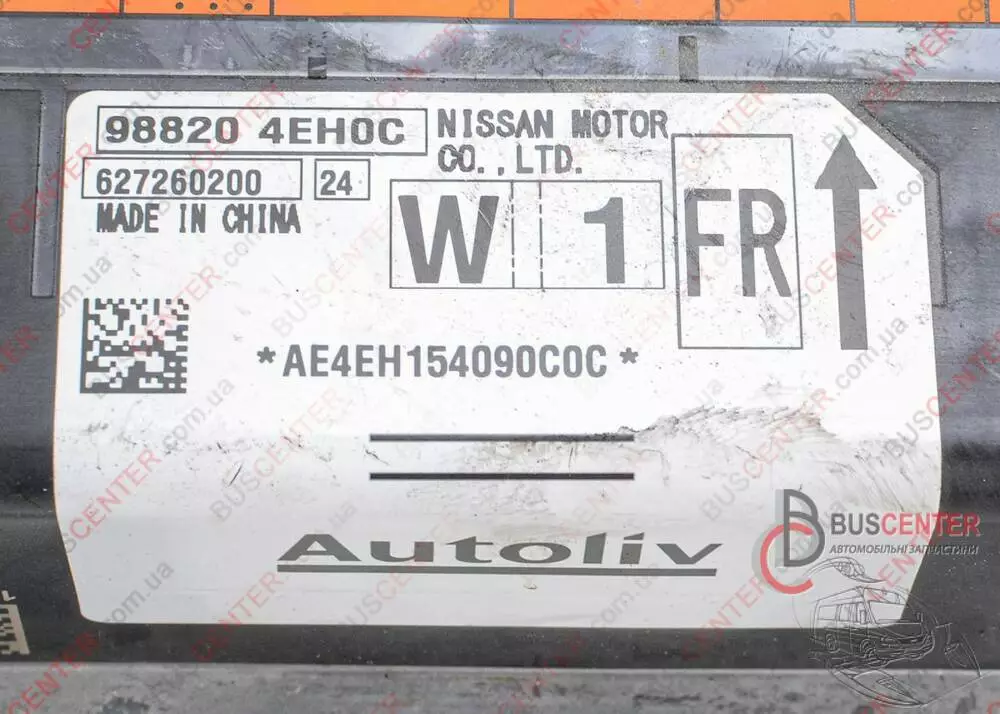 98820 4EH0C
NISSAN MOTOR
CO.,LTD.
627260200
24
MADE IN CHINA
W 1
FR
*AE4EH154090C0C*
Autoliv
BUSCENTER
АВТОМОБІЛЬНІ ЗАПЧАСТИНИ
BUSCENTER.com.ua